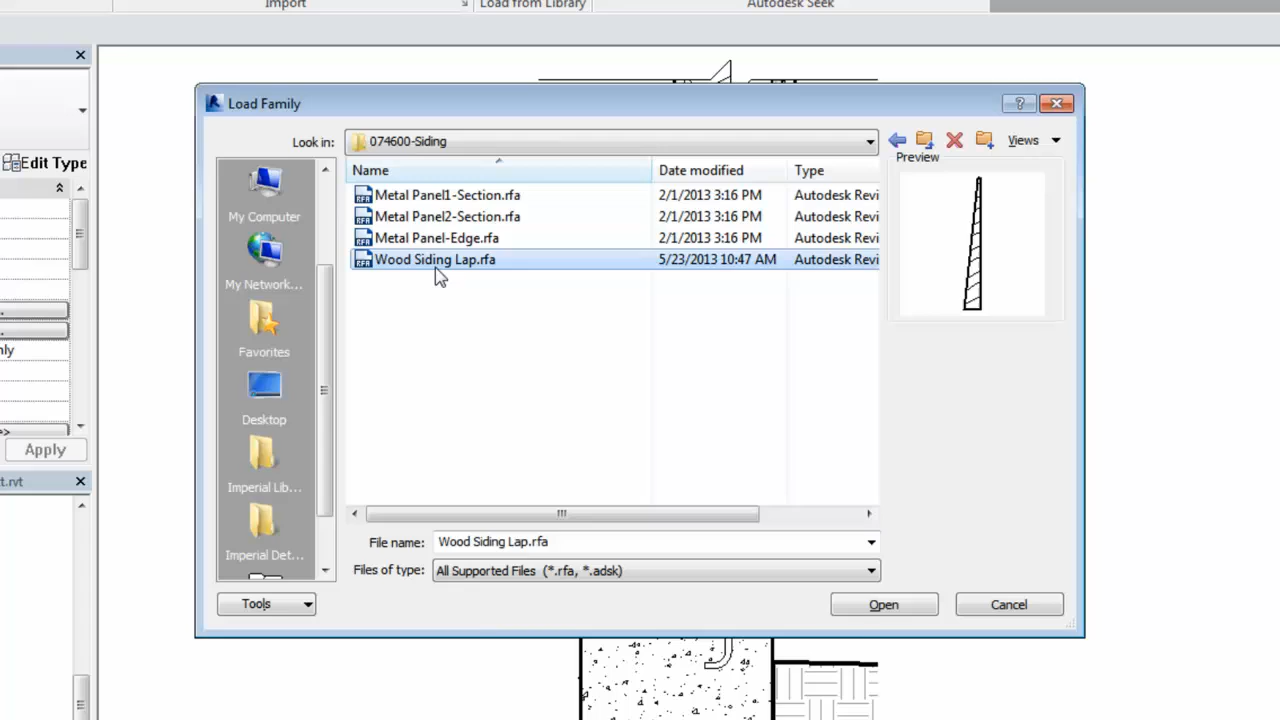 Import
Load from Library
Autodesk Seek
Edit Type
Load Family
Look in:
074600-Siding
Views
Name
Date modified
Type
Metal Panel1-Section.rfa
2/1/2013 3:16 PM
Autodesk Revi
Metal Panel2-Section.rfa
2/1/2013 3:16 PM
Autodesk Revi
Metal Panel-Edge.rfa
2/1/2013 3:16 PM
Autodesk Revi
Wood Siding Lap.rfa
5/23/2013 10:47 AM
Autodesk Revi
My Computer
My Network...
Favorites
Desktop
Imperial Lib...
Imperial Det...
Preview
nly
Apply
t.rvt
File name:
Wood Siding Lap.rfa
Files of type:
All Supported Files (*.rfa, *.adsk)
Tools
Open
Cancel